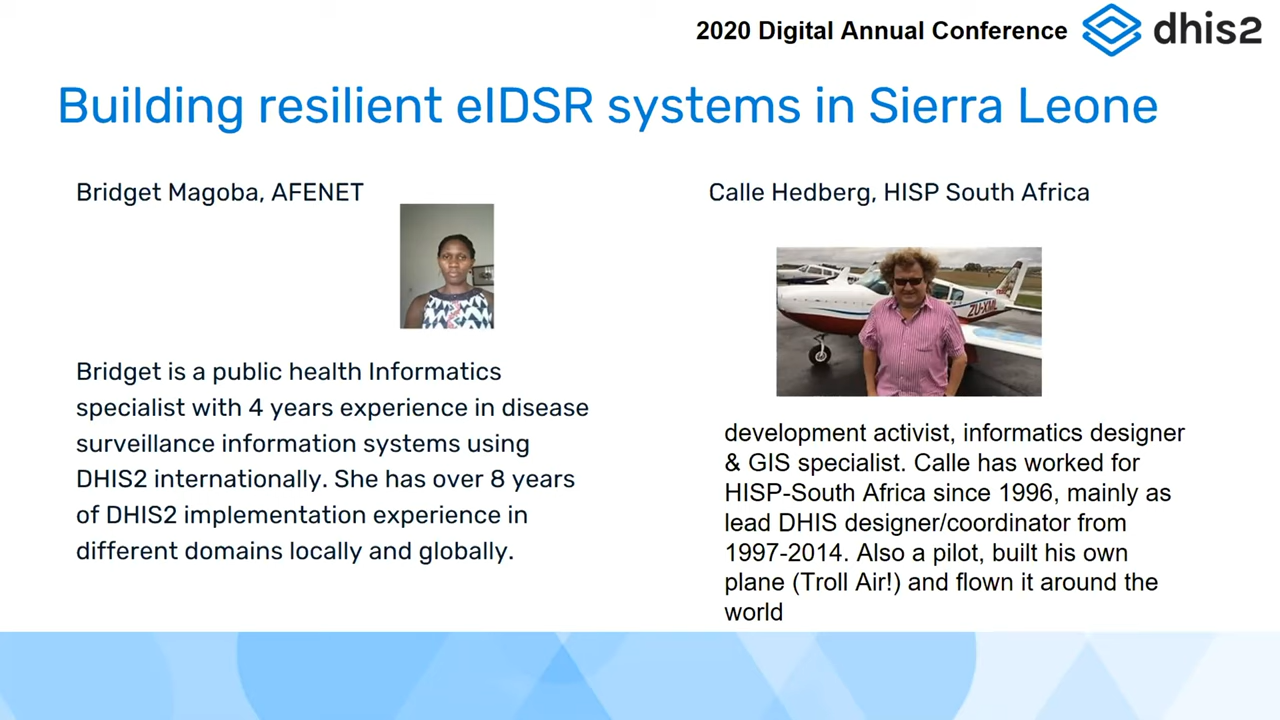 2020 Digital Annual Conference dhis2
Building resilient eIDSR systems in Sierra Leone
Bridget Magoba, AFENET
Bridget is a public health Informatics
specialist with 4 years experience in disease
surveillance information systems using
DHIS2 internationally. She has over 8 years
of DHIS2 implementation experience in
different domains locally and globally.
Calle Hedberg, HISP South Africa
ZU-XML
development activist, informatics designer
& GIS specialist. Calle has worked for
HISP-South Africa since 1996, mainly as
lead DHIS designer/coordinator from
1997-2014. Also a pilot, built his own
plane (Troll Air!) and flown it around the
world